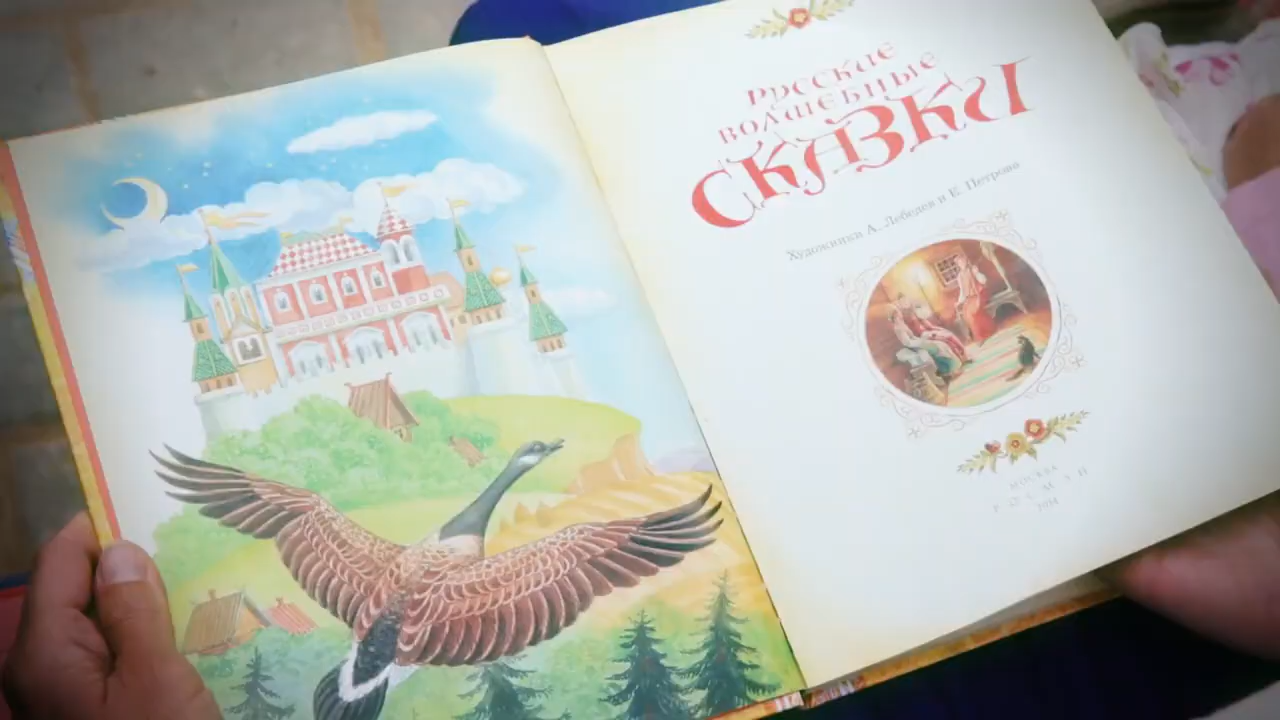 РУССКИЕ
ВОЛШЕБНЫЕ
СКАЗКИ
Художники А. Лебедев и Е. Петрова
МОСКВА
РОСМЭН